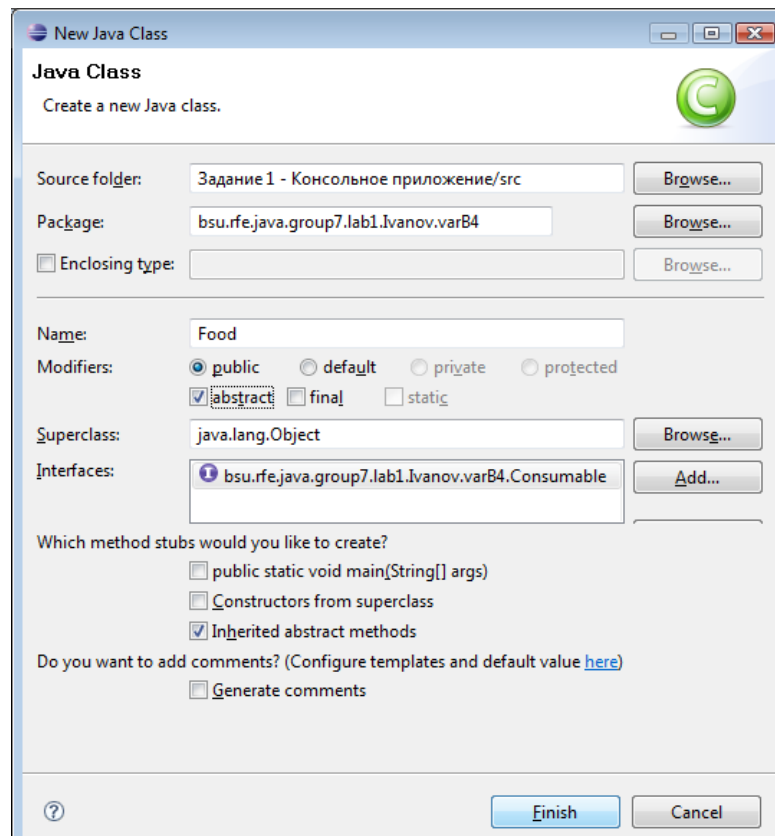 New Java Class
Java Class
Create a new Java class.
Source folder: Задание 1 - Консольное приложение/src Browse...
Package: bsu.rfe.java.group7.lab1.Ivanov.varB4 Browse...
Enclosing type: Browse...
Name: Food
Modifiers: public default private protected
abstract final static
Superclass: java.lang.Object Browse...
Interfaces: bsu.rfe.java.group7.lab1.Ivanov.varB4.Consumable Add...
Which method stubs would you like to create?
public static void main(String[] args)
Constructors from superclass
Inherited abstract methods
Do you want to add comments? (Configure templates and default value here)
Generate comments
Finish Cancel